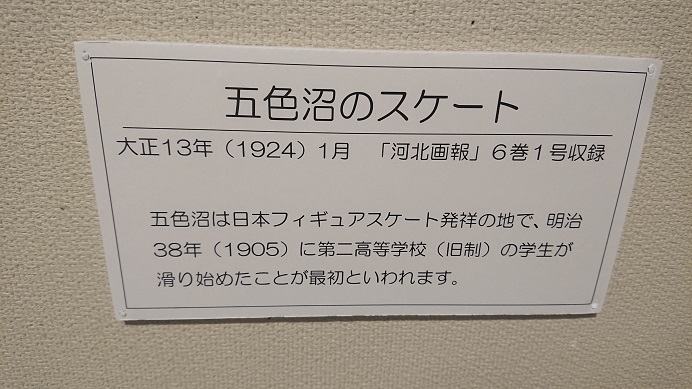 五色沼のスケート
大正13年（1924）1月　「河北画報」6巻1号収録
五色沼は日本フィギュアスケート発祥の地で、明治
38年（1905）に第二高等学校（旧制）の学生が
滑り始めたことが最初といわれます。